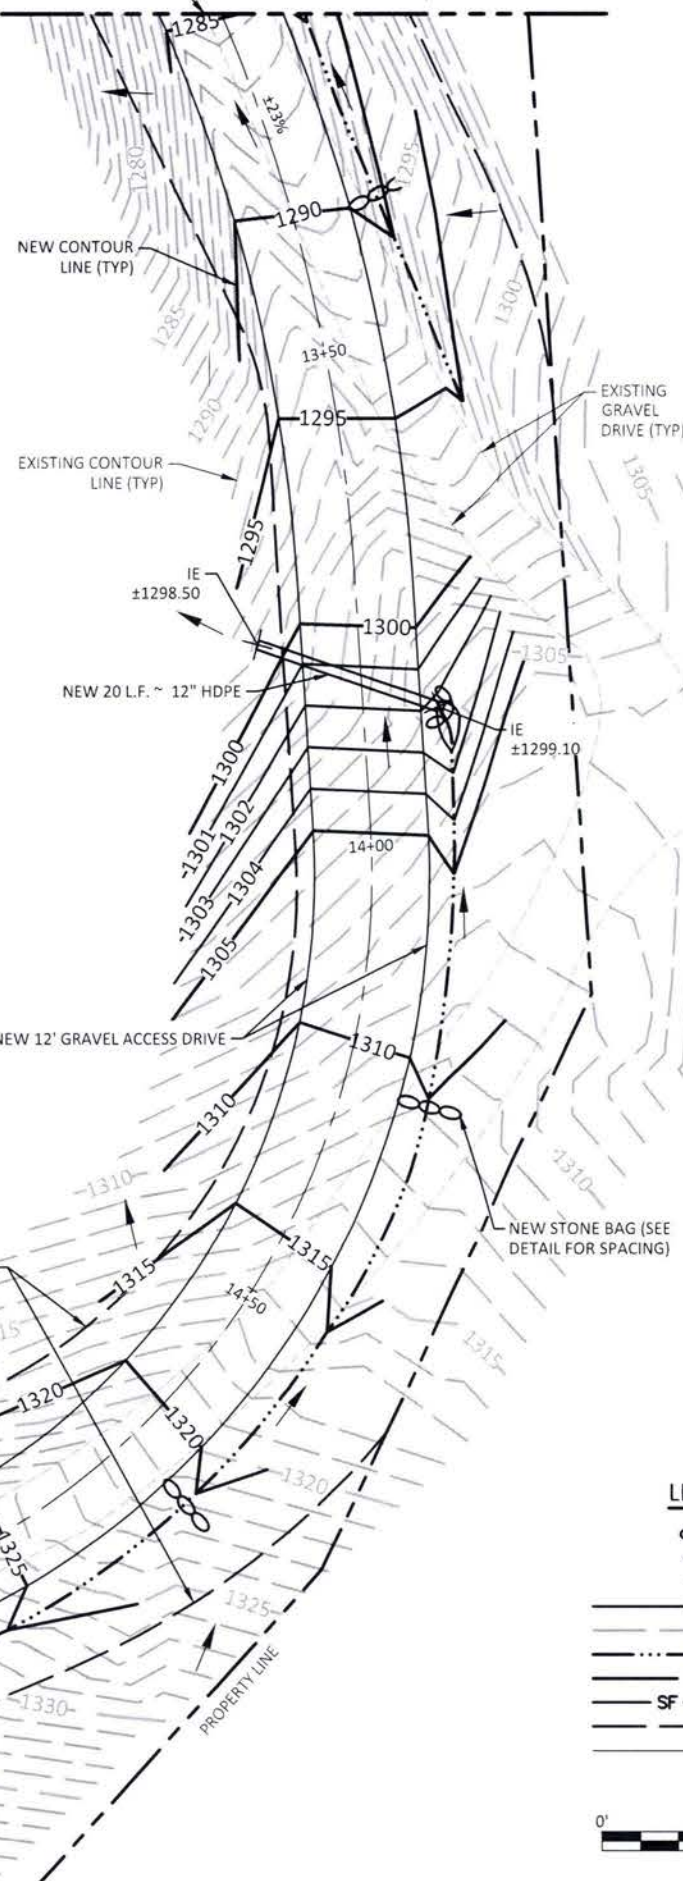 1285
±23%
1280
1295
1290
NEW CONTOUR
LINE (TYP)
1300
1285
13+50
EXISTING
GRAVEL
DRIVE (TYP)
1290
1295
EXISTING CONTOUR
LINE (TYP)
1305
1295
IE
±1298.50
1300
1305
NEW 20 L.F. ~ 12" HDPE
IE
±1299.10
1300
1301
1302
14+00
1303
1304
1305
NEW 12' GRAVEL ACCESS DRIVE
1310
1310
1310
1310
NEW STONE BAG (SEE
DETAIL FOR SPACING)
1315
1315
14+50
15
1315
1320
1320
1320
1325
1325
PROPERTY LINE
1330
SF
0'